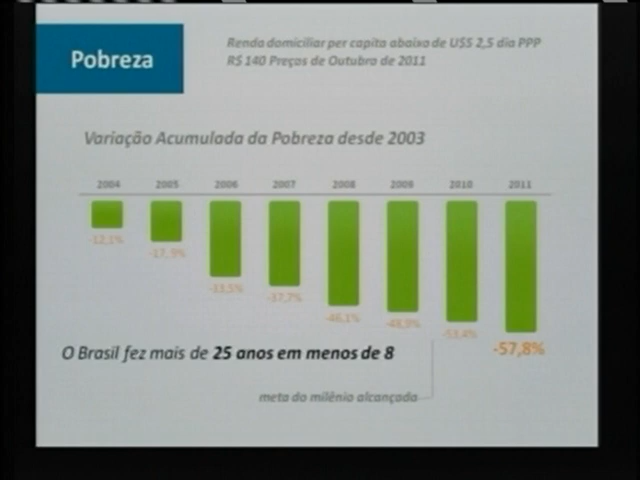 Pobreza
Renda domiciliar per capita abaixo de U$S 2,5 dia PPP
R$ 140 Preços de Outubro de 2011
Variação Acumulada da Pobreza desde 2003
2004 2005 2006 2007 2008 2009 2010 2011
-12,1% -17,9% -33,5% -37,7% -46,1% -48,9% -53,4% -57,8%
O Brasil fez mais de 25 anos em menos de 8
meta do milênio alcançada